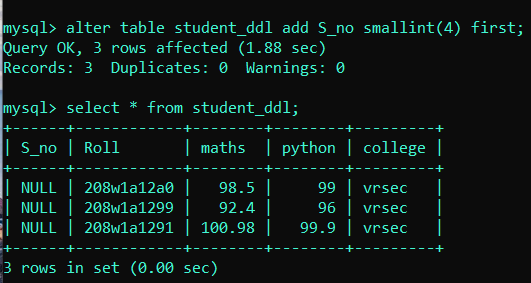 mysql> alter table student_ddl add S_no smallint(4) first;
Query OK, 3 rows affected (1.88 sec)
Records: 3  Duplicates: 0  Warnings: 0
mysql> select * from student_ddl;
+------+------------+--------+--------+---------+
| S_no | Roll       | maths  | python | college |
+------+------------+--------+--------+---------+
| NULL | 208w1a12a0 |   98.5 |     99 | vrsec   |
| NULL | 208w1a1299 |   92.4 |     96 | vrsec   |
| NULL | 208w1a1291 | 100.98 |   99.9 | vrsec   |
+------+------------+--------+--------+---------+
3 rows in set (0.00 sec)